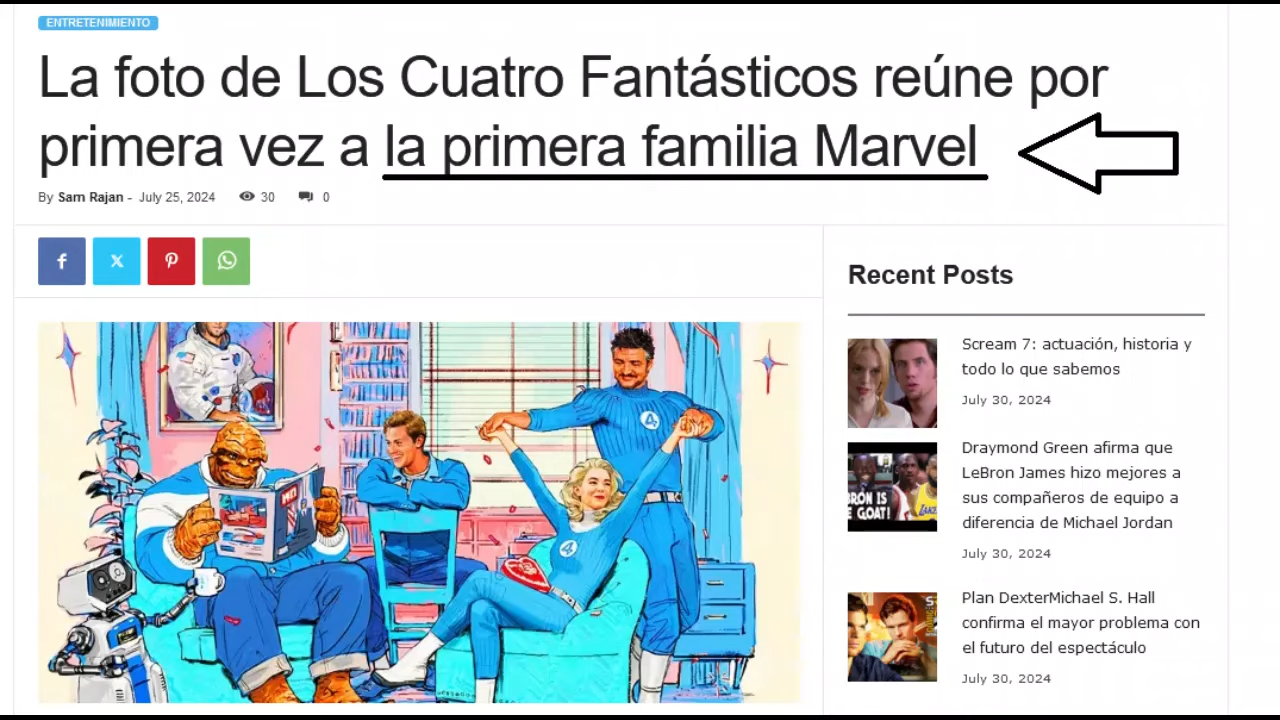 ENTRETENIMIENTO
La foto de Los Cuatro Fantásticos reúne por
primera vez a la primera familia Marvel
By Sam Rajan - July 25, 2024 30 0
Recent Posts
Scream 7: actuación, historia y
todo lo que sabemos
July 30, 2024
Draymond Green afirma que
LeBron James hizo mejores a
sus compañeros de equipo a
diferencia de Michael Jordan
July 30, 2024
Plan DexterMichael S. Hall
confirma el mayor problema con
el futuro del espectáculo
July 30, 2024
4
4
GOAT!